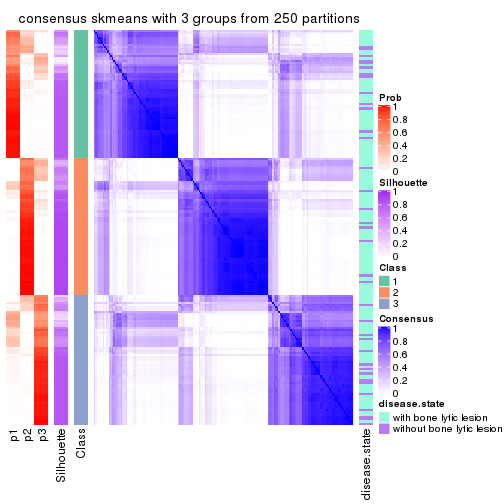 consensus skmeans with 3 groups from 250 partitions
Prob
1
0.8
0.6
0.4
0.2
0
Silhouette
1
0.8
0.6
0.4
0.2
0
Class
1
2
3
Consensus
1
0.8
0.6
0.4
0.2
0
disease.state
with bone lytic lesion
without bone lytic lesion
p1
p2
p3
Silhouette
Class
disease.state